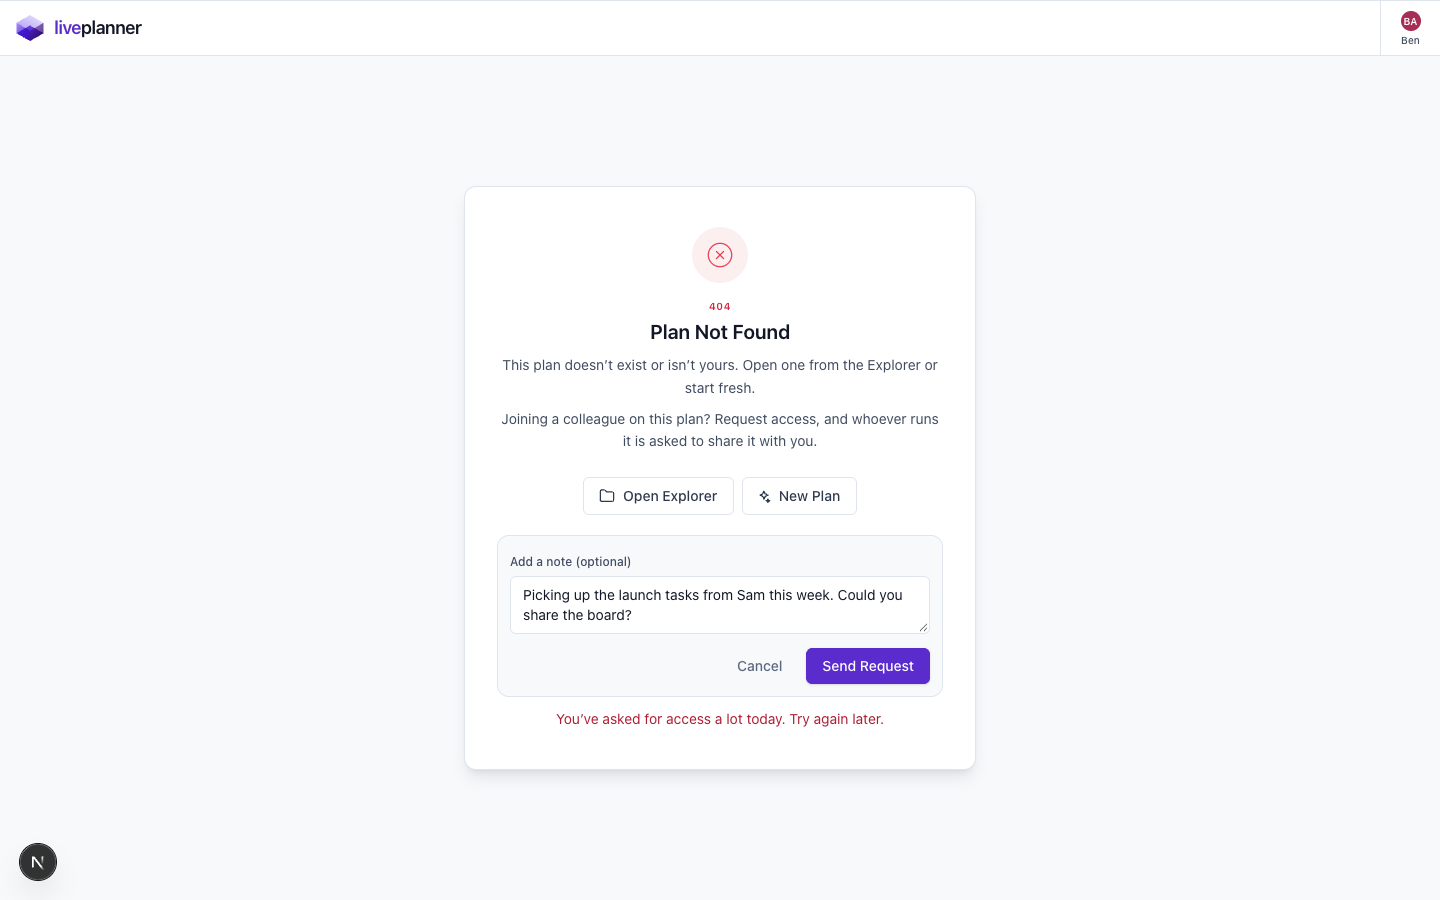 liveplanner
BA
Ben
404
Plan Not Found
This plan doesn’t exist or isn’t yours. Open one from the Explorer or
start fresh.
Joining a colleague on this plan? Request access, and whoever runs
it is asked to share it with you.
Open Explorer
New Plan
Add a note (optional)
Picking up the launch tasks from Sam this week. Could you
share the board?
Cancel
Send Request
You’ve asked for access a lot today. Try again later.
N